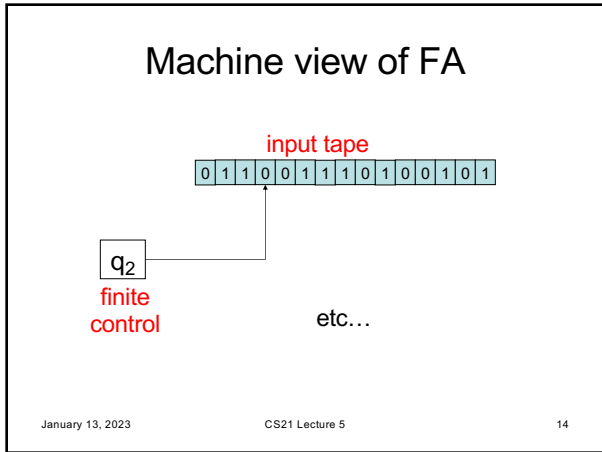 Machine view of FA
input tape
0 1 1 0 0 1 1 1 0 1 0 0 1 0 1
q₂
finite
control
etc…
January 13, 2023 CS21 Lecture 5 14